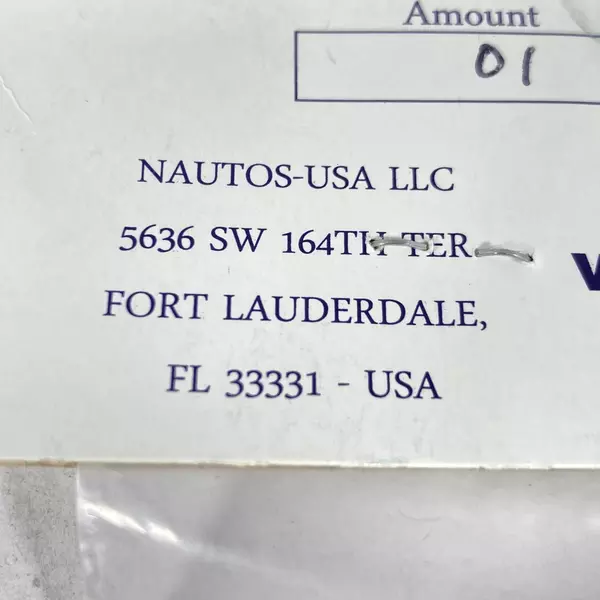 Amount
01
NAUTOS-USA LLC
5636 SW 164TH TER
FORT LAUDERDALE,
FL 33331 - USA